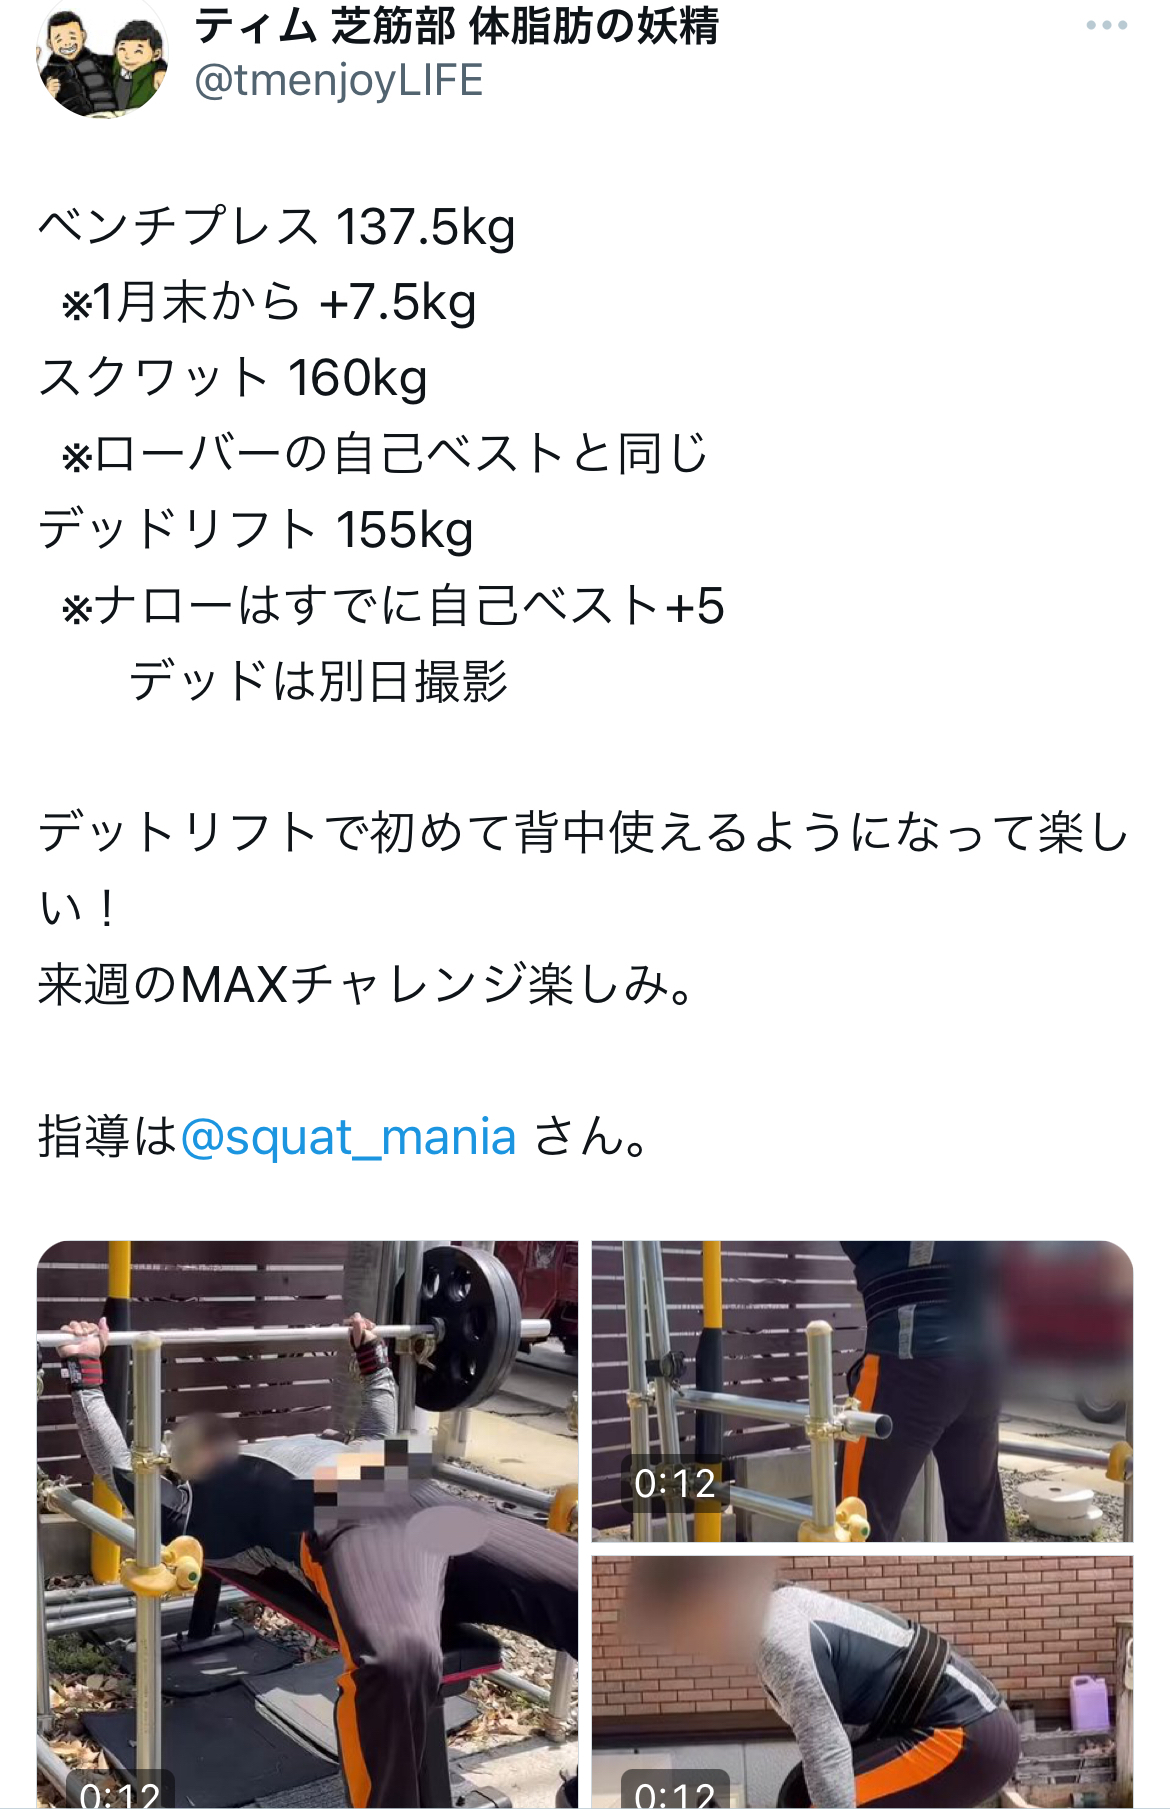 ティム 芝筋部 体脂肪の妖精
@tmenjoyLIFE
ベンチプレス 137.5kg
※1月末から +7.5kg
スクワット 160kg
※ローバーの自己ベストと同じ
デッドリフト 155kg
※ナローはすでに自己ベスト+5
デッドは別日撮影
デットリフトで初めて背中使えるようになって楽し
い！
来週のMAXチャレンジ楽しみ。
指導は@squat_mania さん。
0:12
0:12
0:12